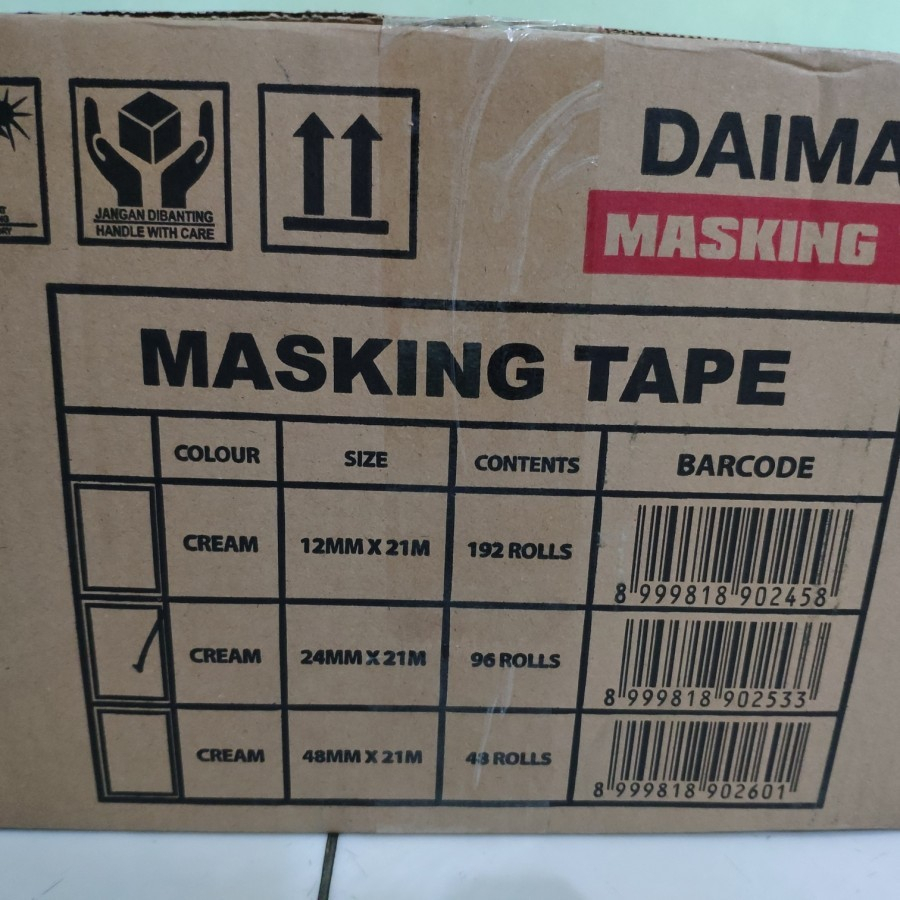 JANGAN DIBANTING
HANDLE WITH CARE
DAIMA
MASKING
MASKING TAPE
COLOUR SIZE CONTENTS BARCODE
CREAM 12MM X 21M 192 ROLLS 8 999818 902458
CREAM 24MM X 21M 96 ROLLS 8 999818 902533
CREAM 48MM X 21M 48 ROLLS 8 999818 902601